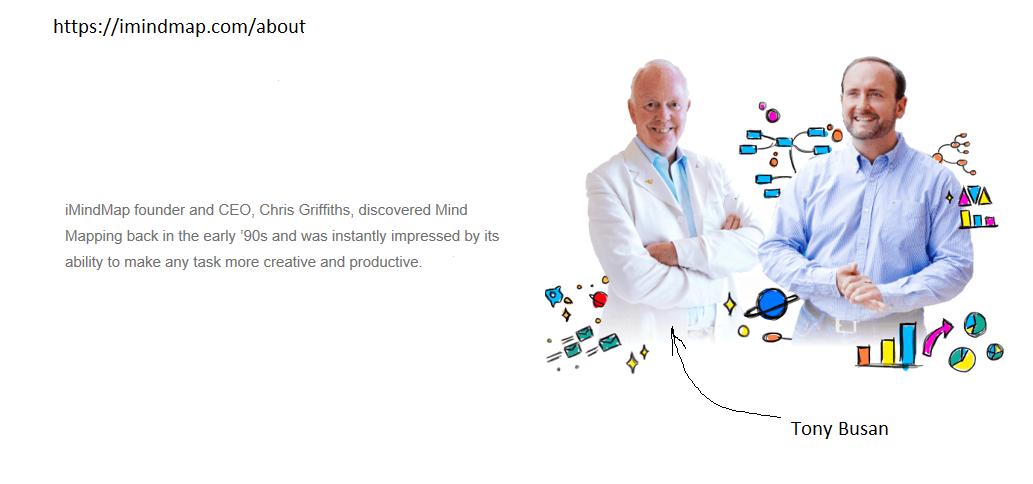 https://imindmap.com/about
iMindMap founder and CEO, Chris Griffiths, discovered Mind
Mapping back in the early ’90s and was instantly impressed by its
ability to make any task more creative and productive.
Tony Busan